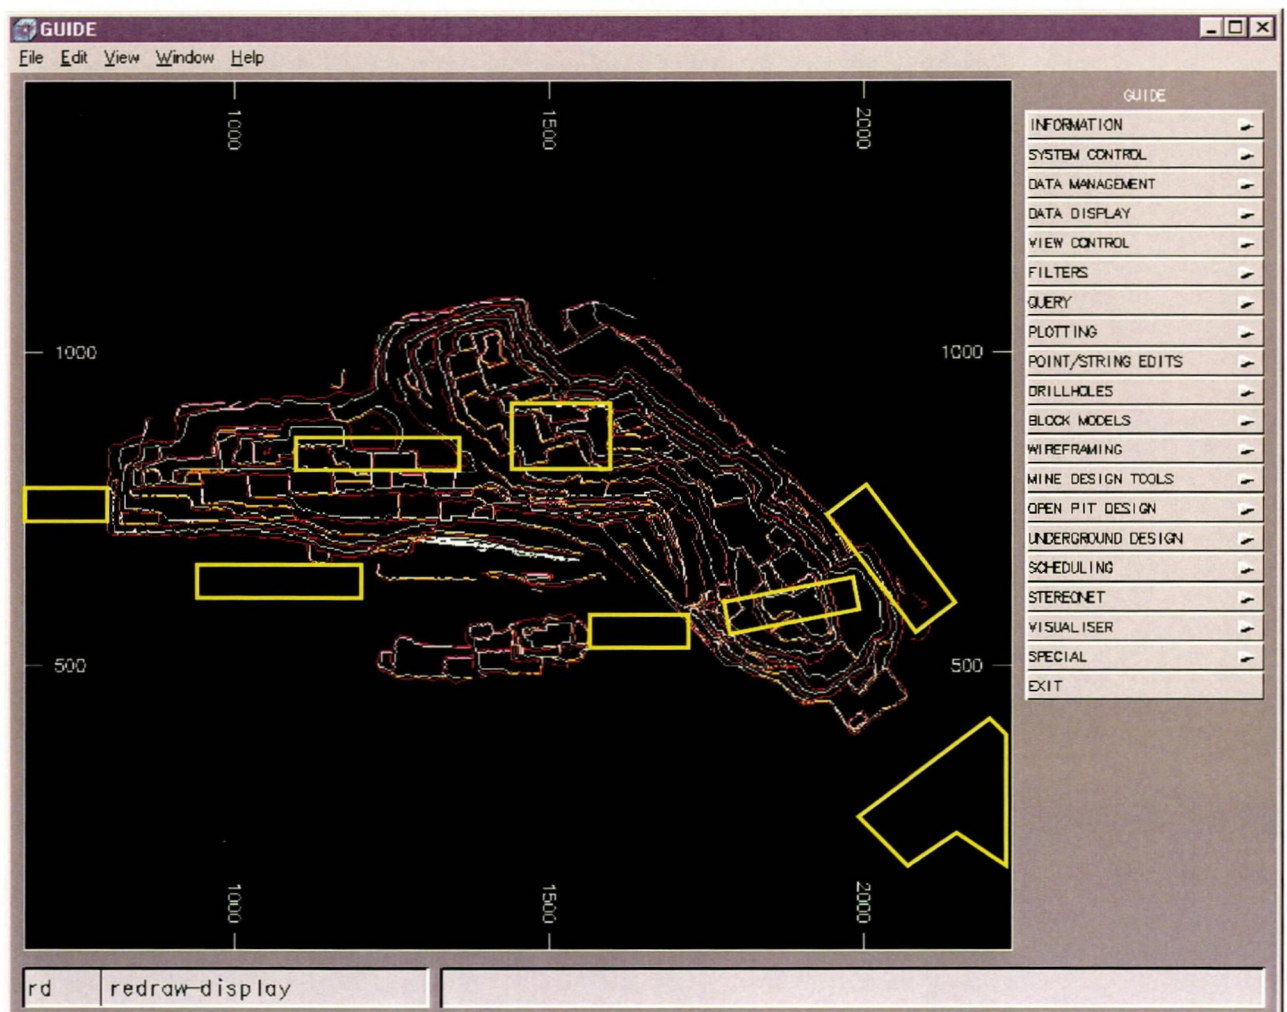 GUIDE
File Edit View Window Help
1000 1500 2000
GUIDE
INFORMATION
SYSTEM CONTROL
DATA MANAGEMENT
DATA DISPLAY
VIEW CONTROL
FILTERS
QUERY
PLOTTING
POINT/STRING EDITS
DRILLHOLES
BLOCK MODELS
WIREFRAMING
MINE DESIGN TOOLS
OPEN PIT DESIGN
UNDERGROUND DESIGN
SCHEDULING
STEREONET
VISUALISER
SPECIAL
EXIT
1000 1000
500 500
1000 1500 2000
rd redraw-display